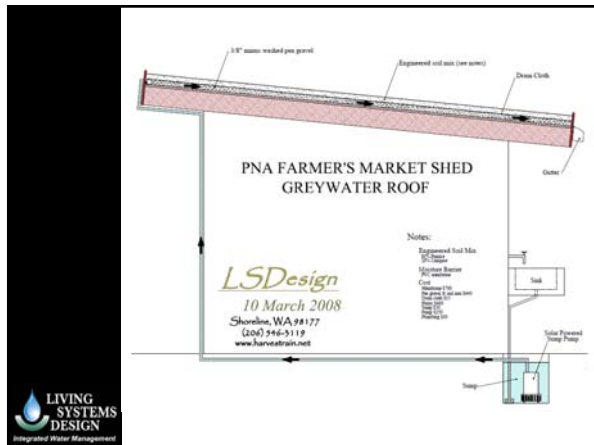 3/8" minus washed pea gravel
Engineered soil mix (see notes)
Drain Cloth
Gutter
PNA FARMER'S MARKET SHED
GREYWATER ROOF
Notes:
Engineered Soil Mix
Moisture Barrier
PVC membrane
Cost
Sink
LSDesign
10 March 2008
Shoreline, WA 98177
(206) 546-3119
www.harvestrain.net
Solar Powered
Sump Pump
Sump
LIVING
SYSTEMS
DESIGN
Integrated Water Management